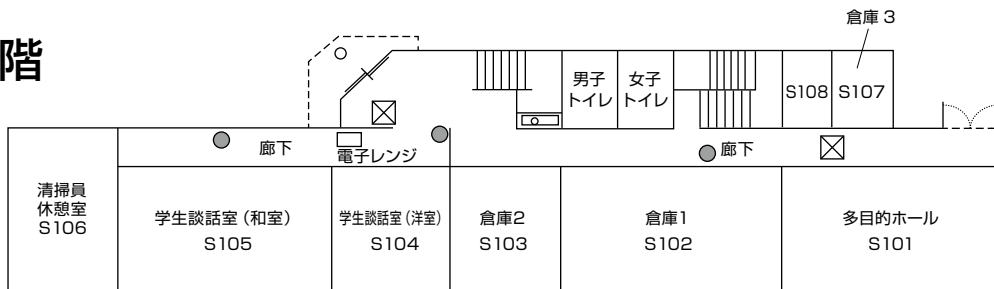 階
倉庫 3
男子
トイレ
女子
トイレ
S108
S107
廊下
電子レンジ
廊下
清掃員
休憩室
S106
学生談話室（和室）
S105
学生談話室（洋室）
S104
倉庫2
S103
倉庫1
S102
多目的ホール
S101